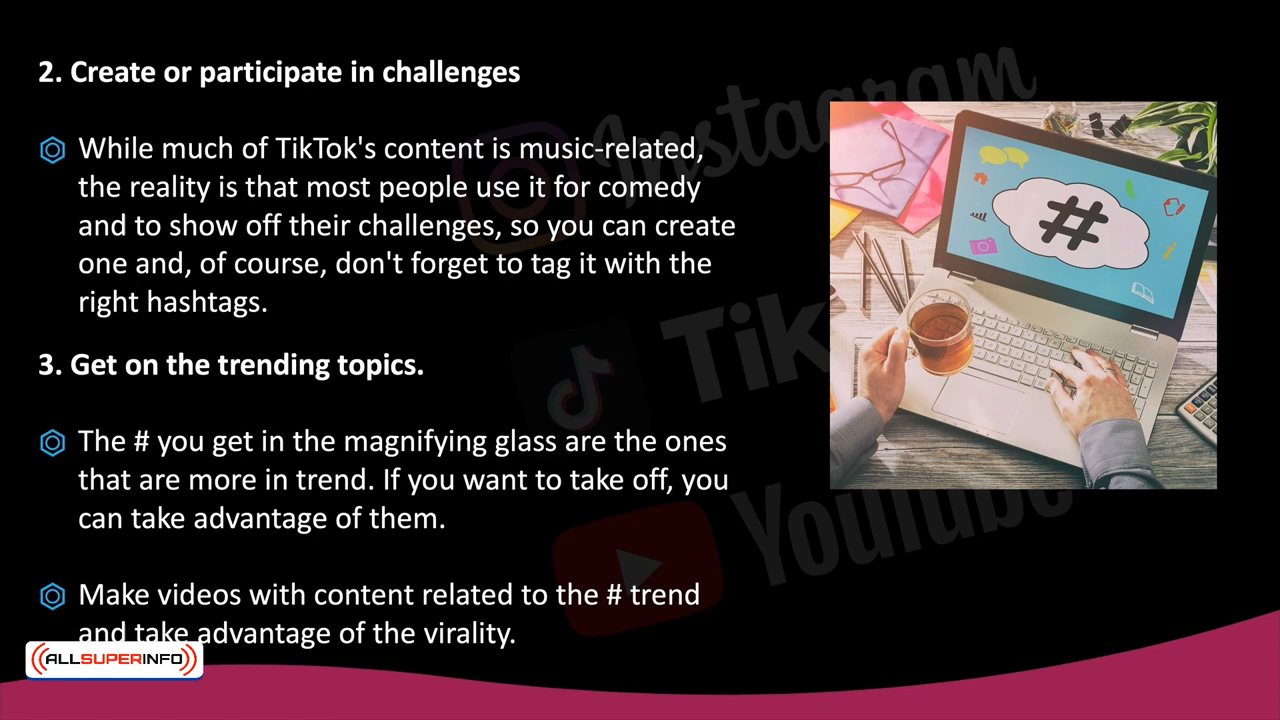 2. Create or participate in challenges
While much of TikTok's content is music-related,
the reality is that most people use it for comedy
and to show off their challenges, so you can create
one and, of course, don't forget to tag it with the
right hashtags.
3. Get on the trending topics.
The # you get in the magnifying glass are the ones
that are more in trend. If you want to take off, you
can take advantage of them.
Make videos with content related to the # trend
and take advantage of the virality.
ALLSUPERINFO
Instagram
#
Tik
Youtube